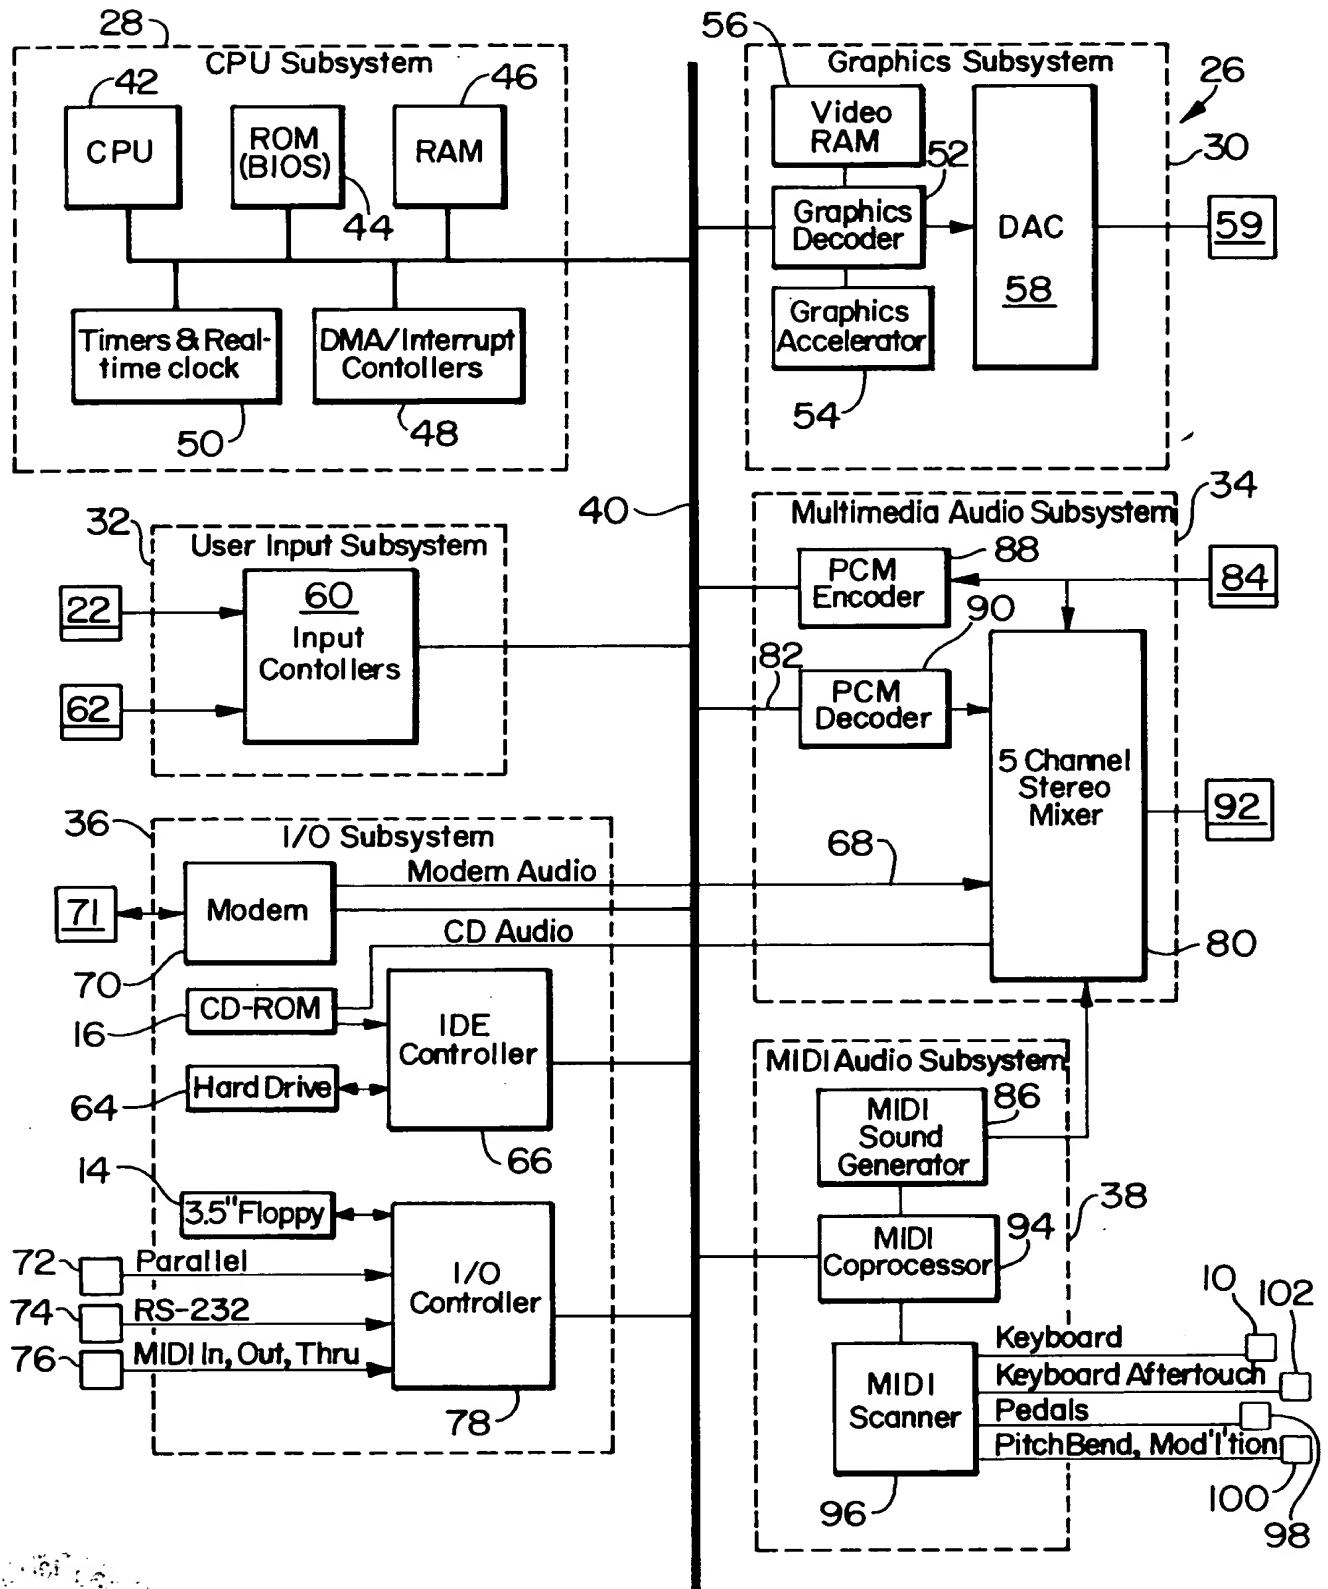 28
CPU Subsystem
42
46
CPU
ROM
(BIOS)
RAM
44
Timers & Real-
time clock
DMA/Interrupt
Contollers
50
48
56
Graphics Subsystem
26
Video
RAM
52
30
Graphics
Decoder
DAC
58
59
Graphics
Accelerator
54
40
32
User Input Subsystem
22
60
Input
Contollers
62
34
Multimedia Audio Subsystem
88
PCM
Encoder
84
90
82
PCM
Decoder
5 Channel
Stereo
Mixer
92
68
80
36
I/O Subsystem
Modem Audio
71
Modem
CD Audio
70
CD-ROM
16
IDE
Controller
Hard Drive
64
66
14
3.5" Floppy
72
Parallel
I/O
Controller
74
RS-232
76
MIDI In, Out, Thru
78
MIDI Audio Subsystem
86
MIDI
Sound
Generator
38
94
MIDI
Coprocessor
10
102
Keyboard
MIDI
Scanner
Keyboard Aftertouch
Pedals
PitchBend, Mod'l'tion
96
100
98